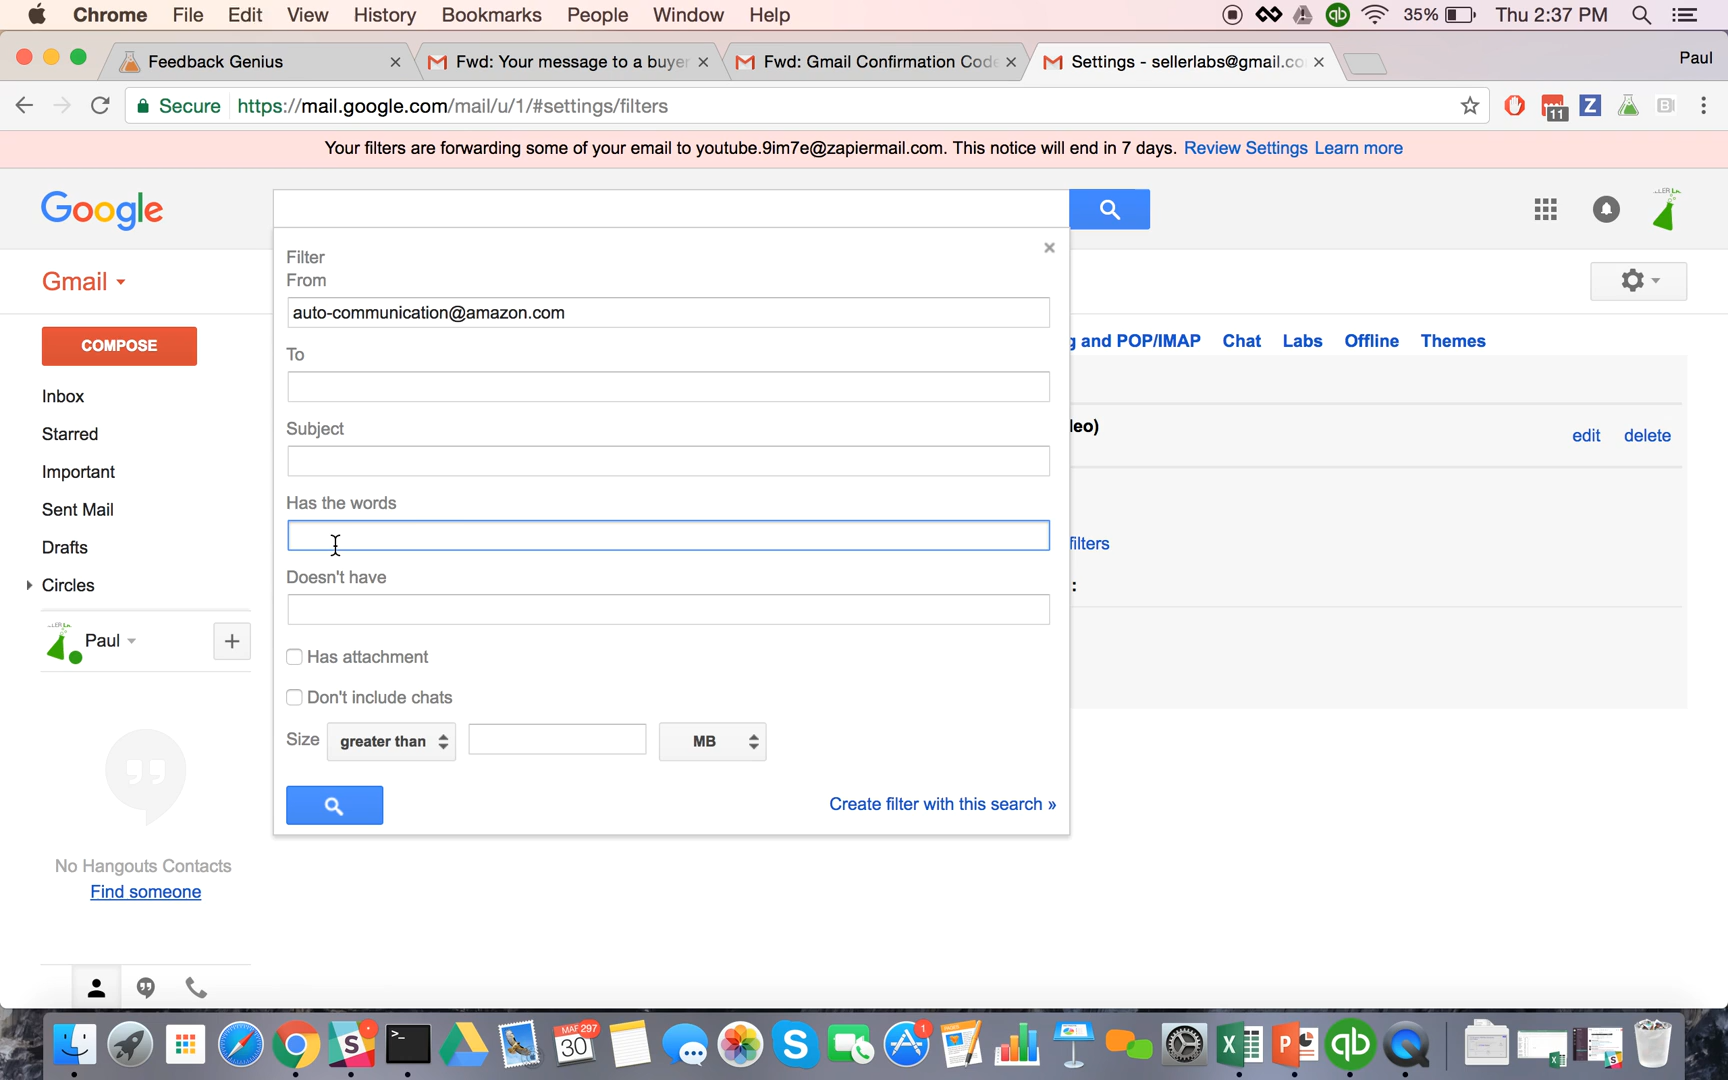 Chrome File Edit View History Bookmarks People Window Help 35% Thu 2:37 PM
Feedback Genius Fwd: Your message to a buyer Fwd: Gmail Confirmation Code Settings - sellerlabs@gmail.co Paul
Secure https://mail.google.com/mail/u/1/#settings/filters 11
Your filters are forwarding some of your email to youtube.9im7e@zapiermail.com. This notice will end in 7 days. Review Settings Learn more
Google
Filter
From
Gmail
auto-communication@amazon.com
COMPOSE
To
g and POP/IMAP Chat Labs Offline Themes
Inbox
Starred
Subject
leo)
edit delete
Important
Has the words
Sent Mail
Drafts
filters
Doesn't have
Circles
:
Paul
Has attachment
Don't include chats
Size greater than MB
Create filter with this search »
No Hangouts Contacts
Find someone
30
1